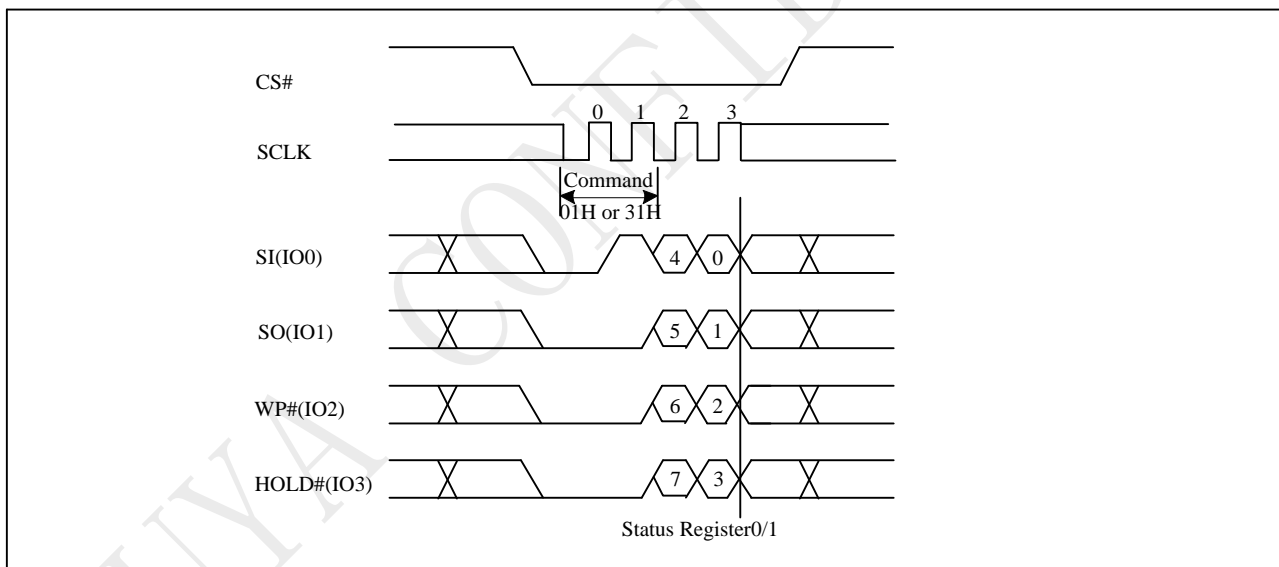 CS#
0 1 2 3
SCLK
Command
01H or 31H
SI(IO0) 4 0
SO(IO1) 5 1
WP#(IO2) 6 2
HOLD#(IO3) 7 3
Status Register0/1